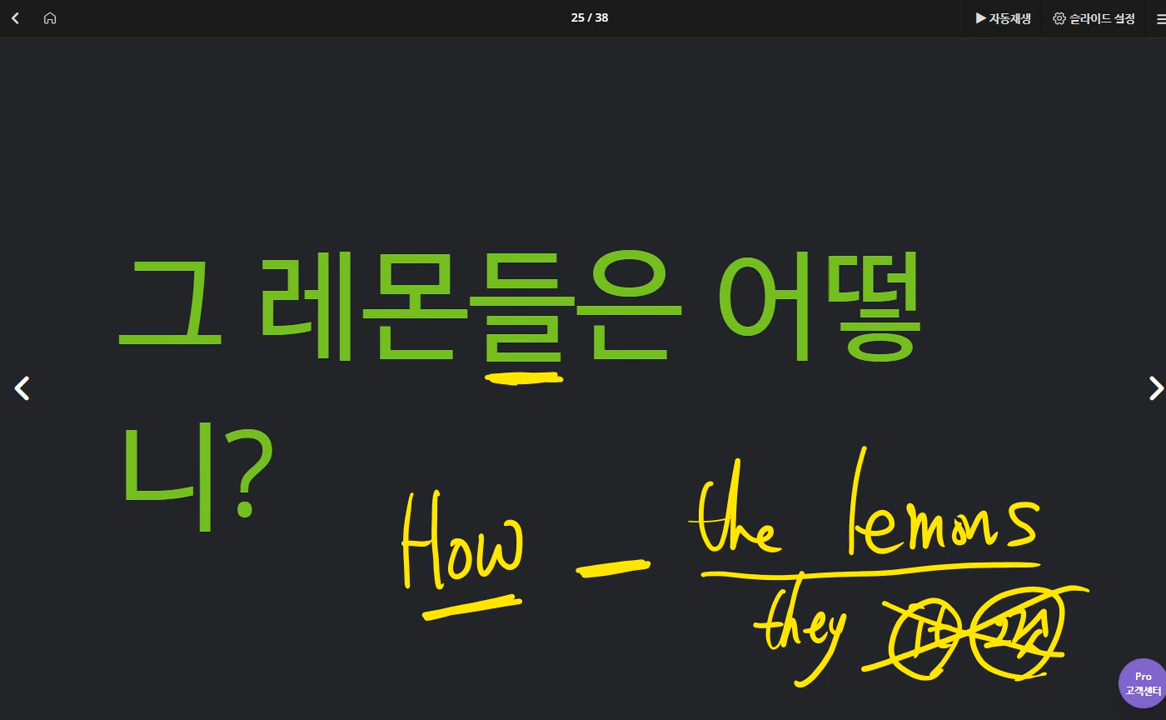 25 / 38
자동재생
슬라이드 설정
그 레몬들은 어떻
니?
How the lemons
they it
Pro
고객센터